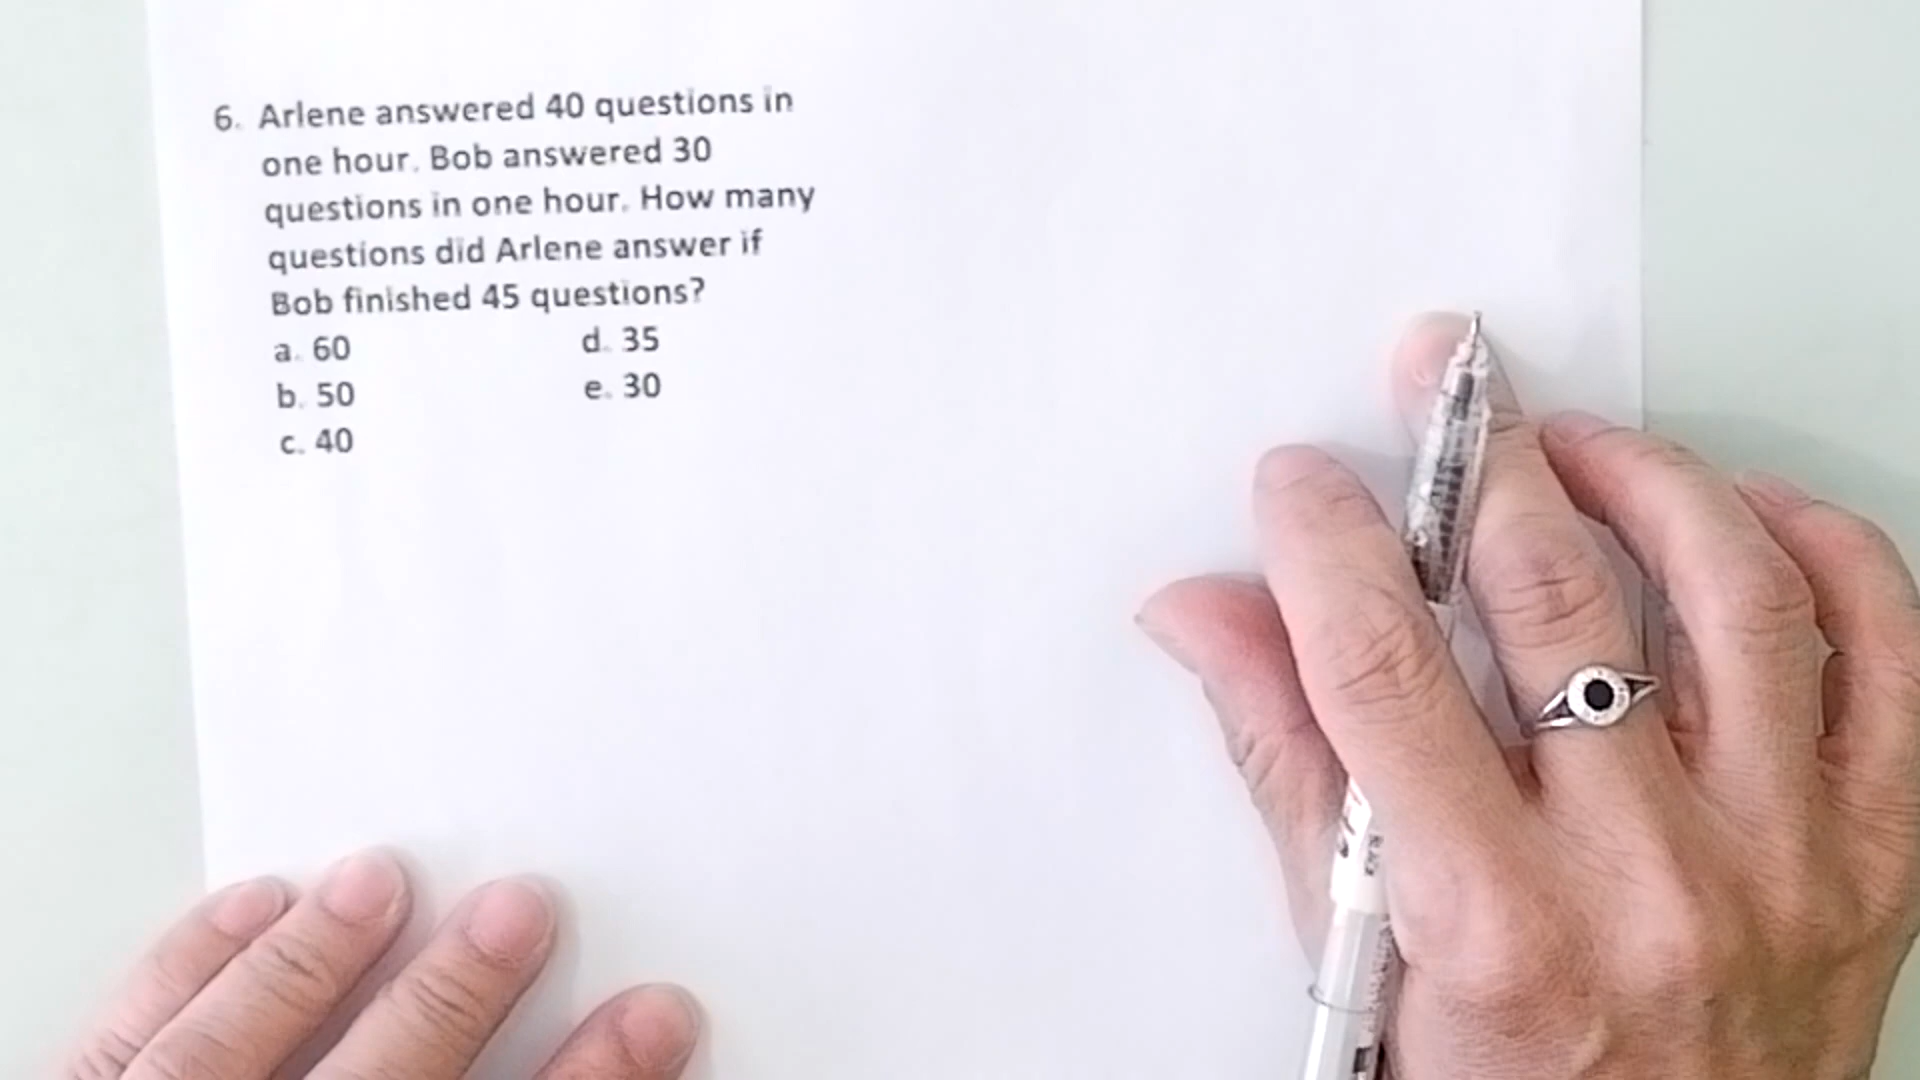 6. Arlene answered 40 questions in
one hour. Bob answered 30
questions in one hour. How many
questions did Arlene answer if
Bob finished 45 questions?
a. 60 d. 35
b. 50 e. 30
c. 40